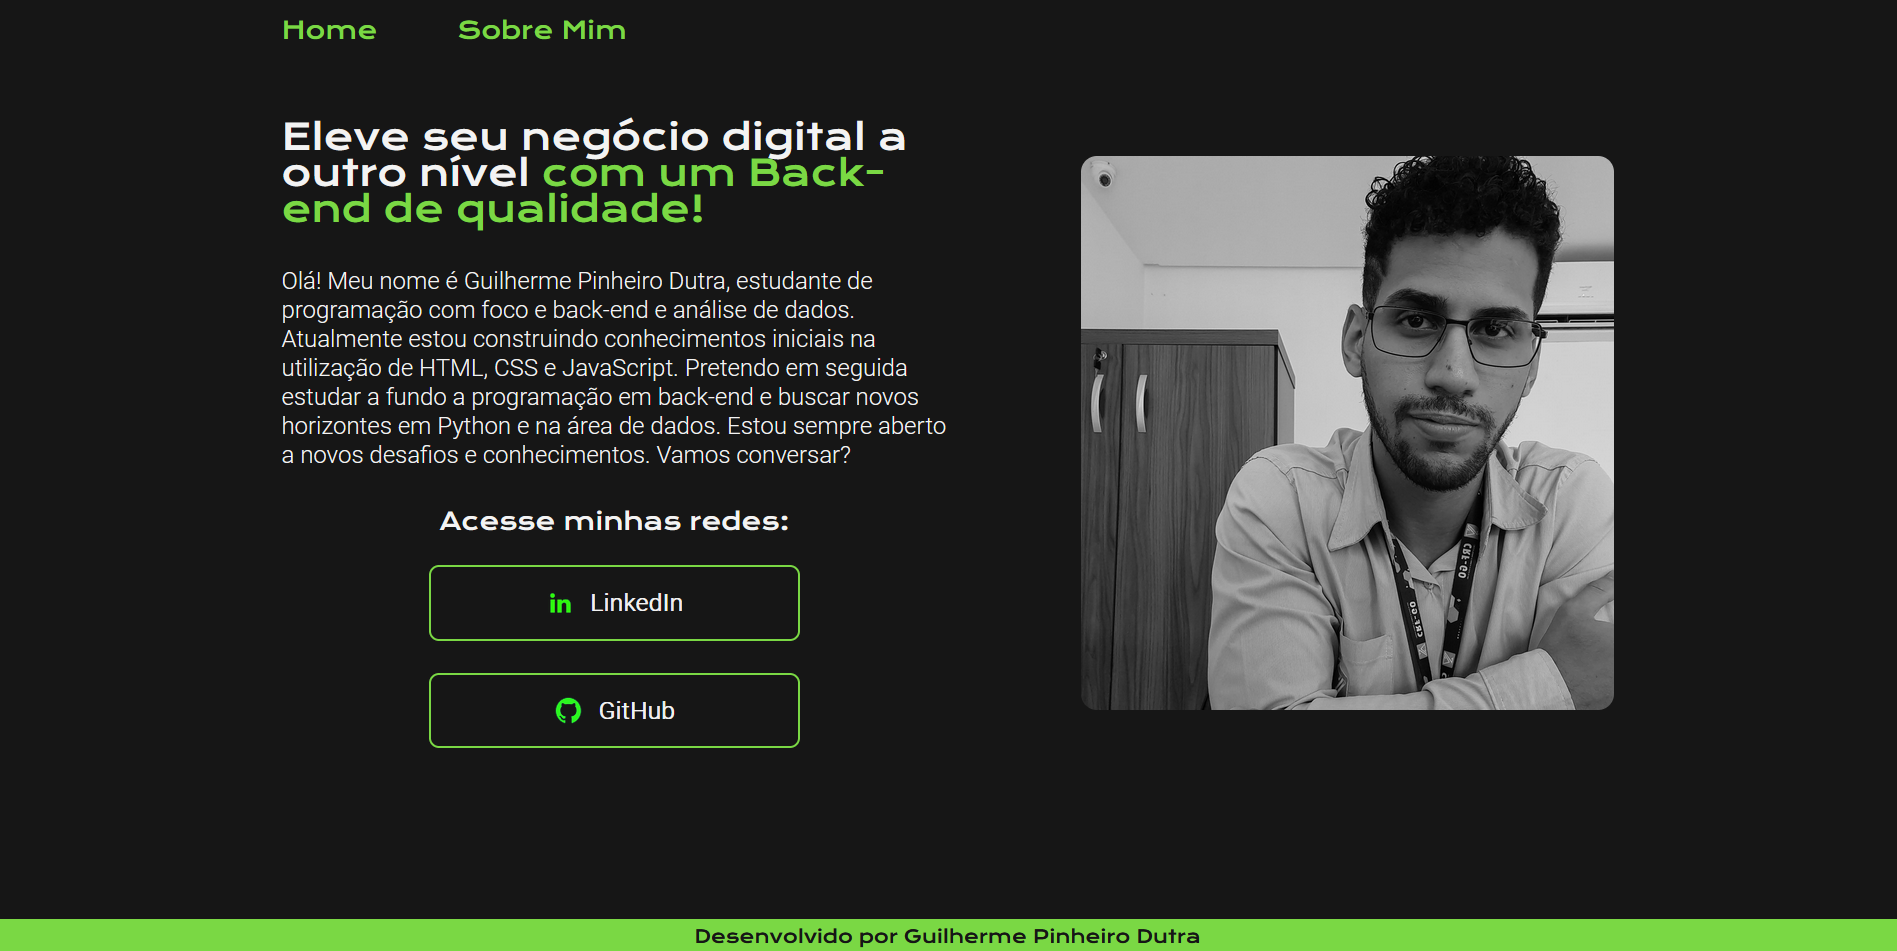 Home
Sobre Mim
Eleve seu negócio digital a
outro nível com um Back-
end de qualidade!
Olá! Meu nome é Guilherme Pinheiro Dutra, estudante de
programação com foco e back-end e análise de dados.
Atualmente estou construindo conhecimentos iniciais na
utilização de HTML, CSS e JavaScript. Pretendo em seguida
estudar a fundo a programação em back-end e buscar novos
horizontes em Python e na área de dados. Estou sempre aberto
a novos desafios e conhecimentos. Vamos conversar?
Acesse minhas redes:
in LinkedIn
GitHub
CRF-GO
CRF-GO
Desenvolvido por Guilherme Pinheiro Dutra